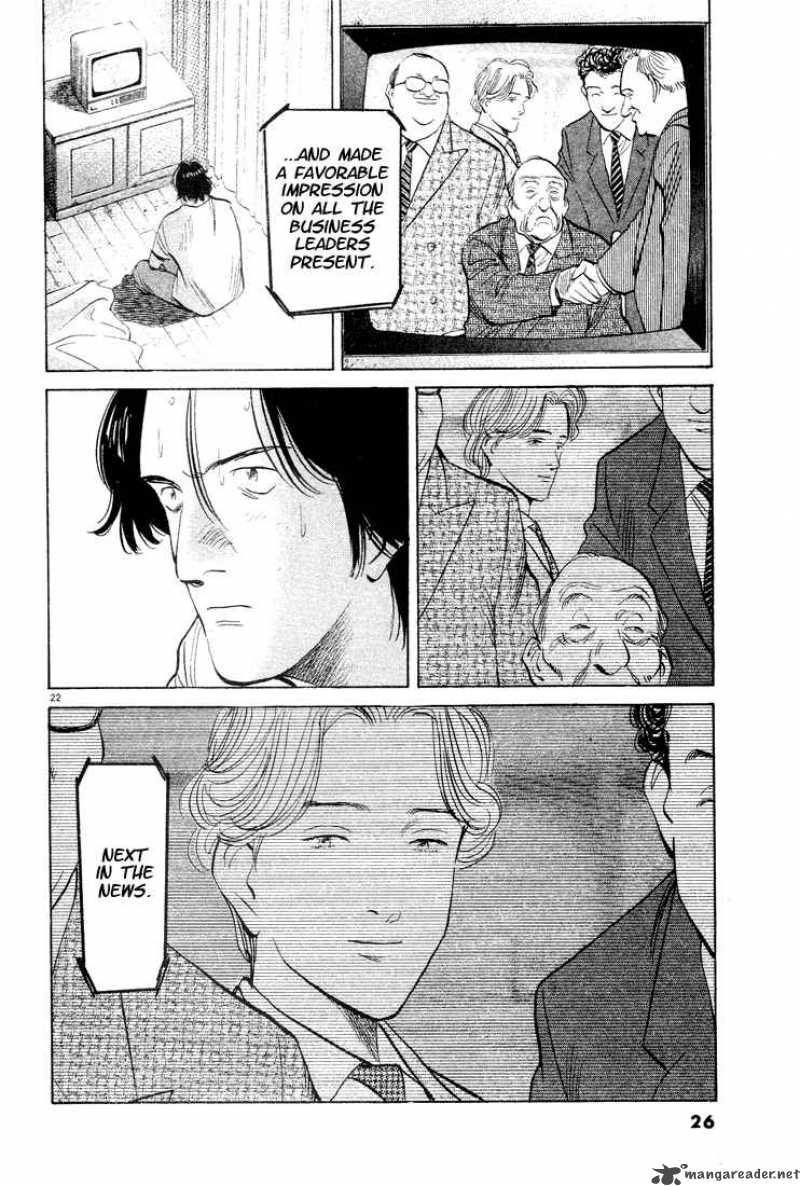 ...AND MADE
A FAVORABLE
IMPRESSION
ON ALL THE
BUSINESS
LEADERS
PRESENT.
22
NEXT
IN THE
NEWS.
26
mangareader.net